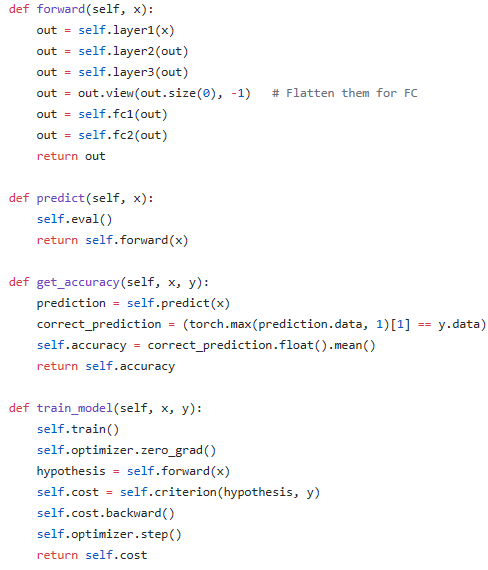 def forward(self, x):
    out = self.layer1(x)
    out = self.layer2(out)
    out = self.layer3(out)
    out = out.view(out.size(0), -1)   # Flatten them for FC
    out = self.fc1(out)
    out = self.fc2(out)
    return out

def predict(self, x):
    self.eval()
    return self.forward(x)

def get_accuracy(self, x, y):
    prediction = self.predict(x)
    correct_prediction = (torch.max(prediction.data, 1)[1] == y.data)
    self.accuracy = correct_prediction.float().mean()
    return self.accuracy

def train_model(self, x, y):
    self.train()
    self.optimizer.zero_grad()
    hypothesis = self.forward(x)
    self.cost = self.criterion(hypothesis, y)
    self.cost.backward()
    self.optimizer.step()
    return self.cost